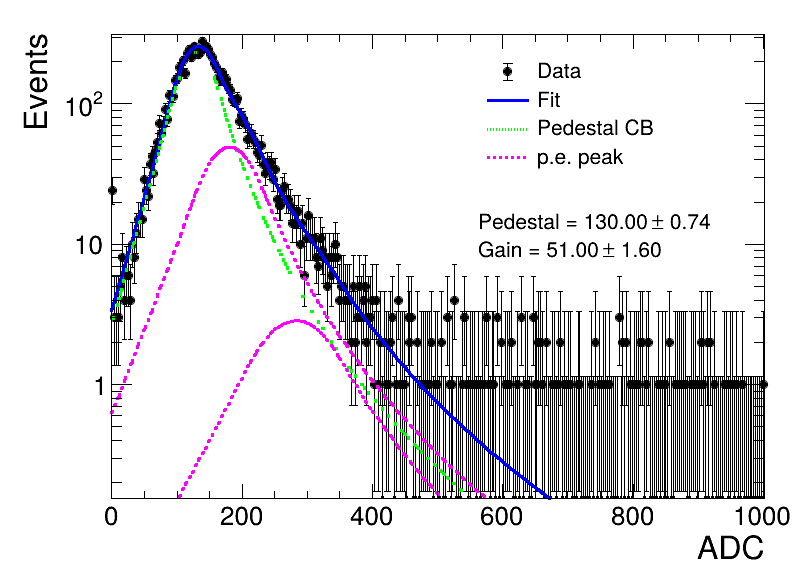 Events
10²
10
1
Data
Fit
Pedestal CB
p.e. peak
Pedestal = 130.00 ± 0.74
Gain = 51.00 ± 1.60
0 200 400 600 800 1000
ADC